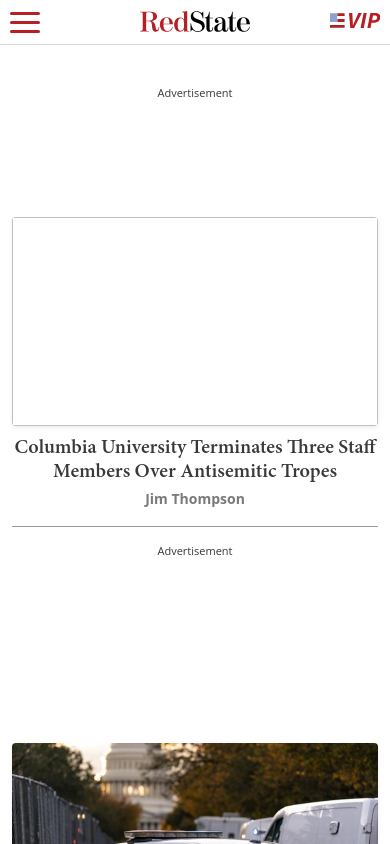 RedState
VIP
Advertisement
Columbia University Terminates Three Staff
Members Over Antisemitic Tropes
Jim Thompson
Advertisement